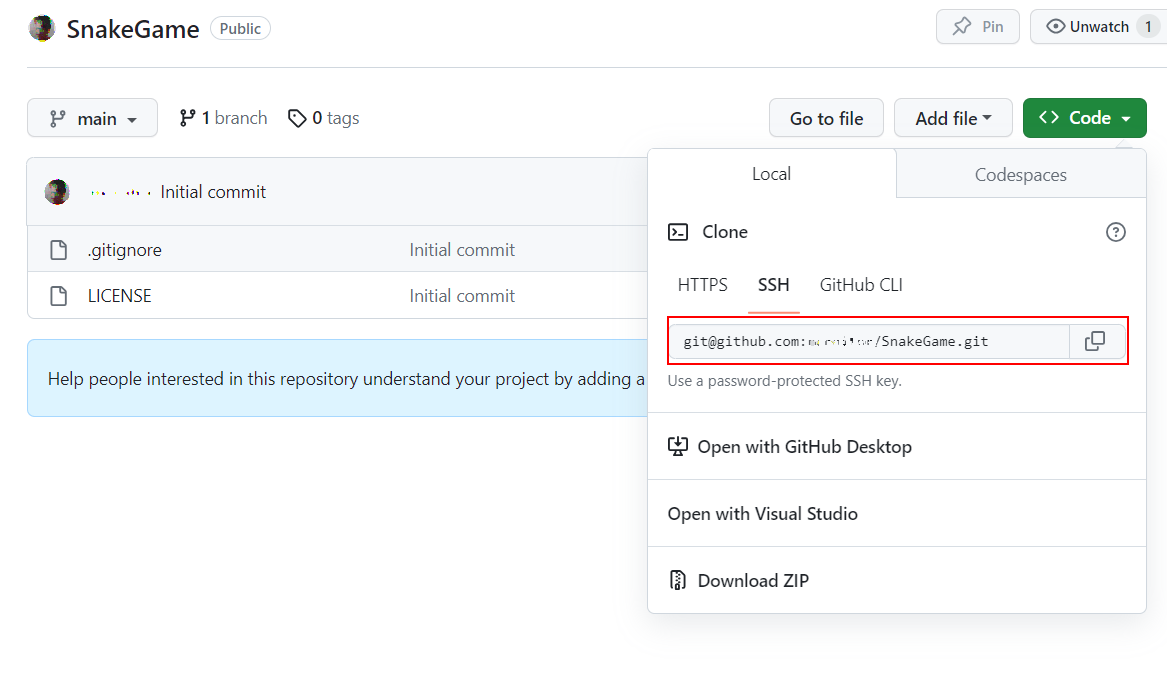 SnakeGame Public
Pin
Unwatch 1
main
1 branch
0 tags
Go to file
Add file
Code
Initial commit
.gitignore Initial commit
LICENSE Initial commit
Help people interested in this repository understand your project by adding a
Local
Codespaces
Clone
HTTPS
SSH
GitHub CLI
git@github.com: /SnakeGame.git
Use a password-protected SSH key.
Open with GitHub Desktop
Open with Visual Studio
Download ZIP